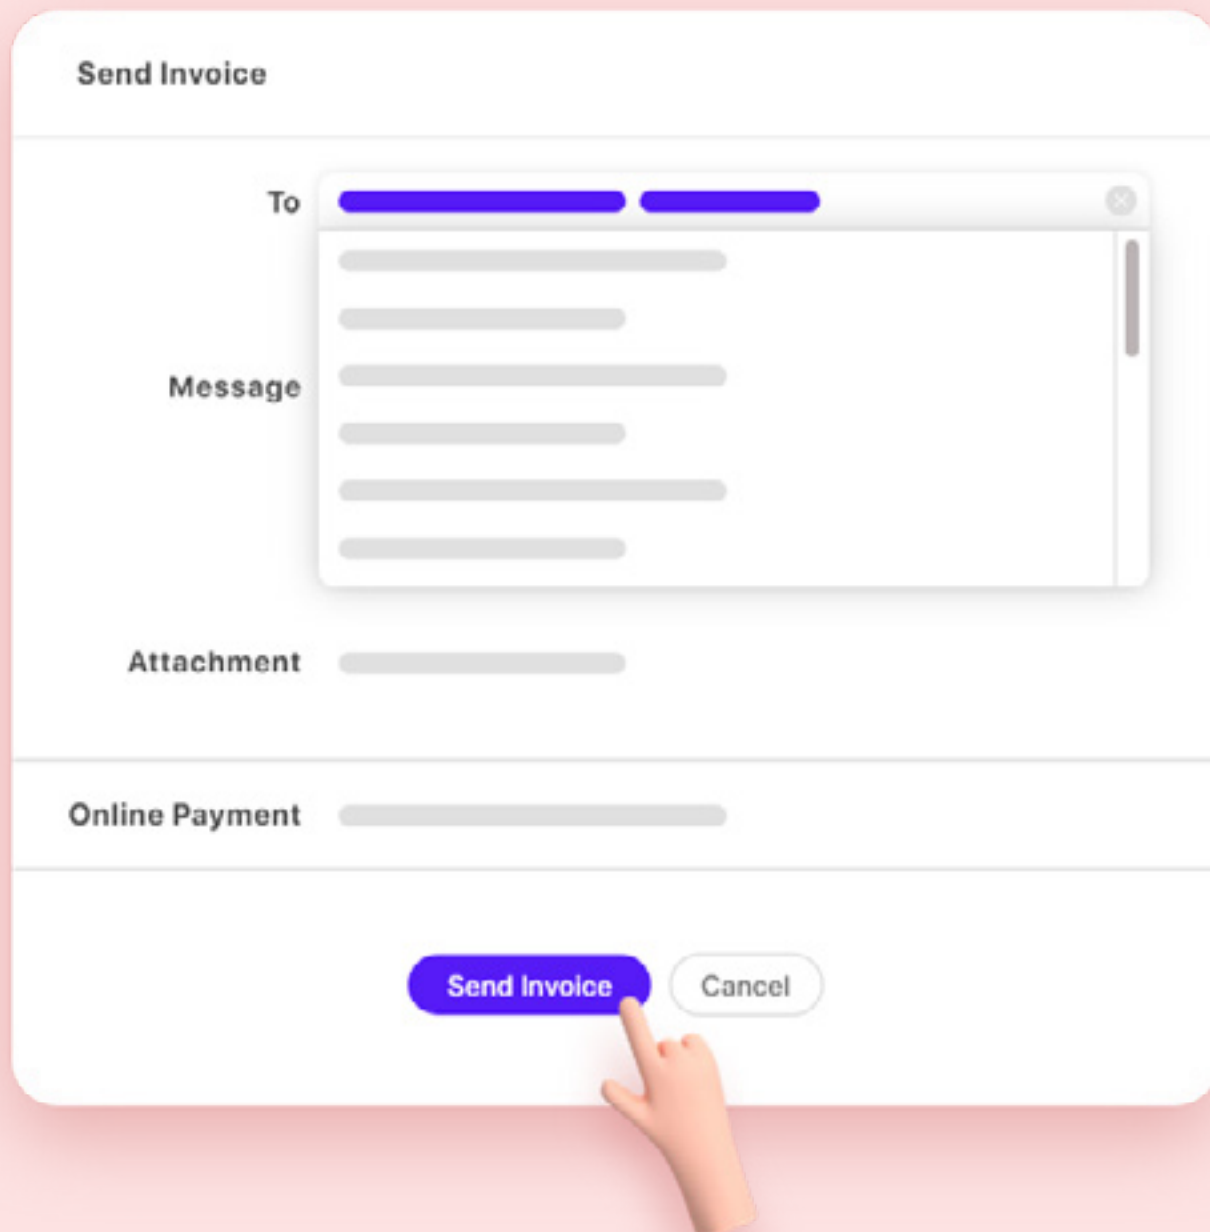 Send Invoice
To
Message
Attachment
Online Payment
Send Invoice
Cancel